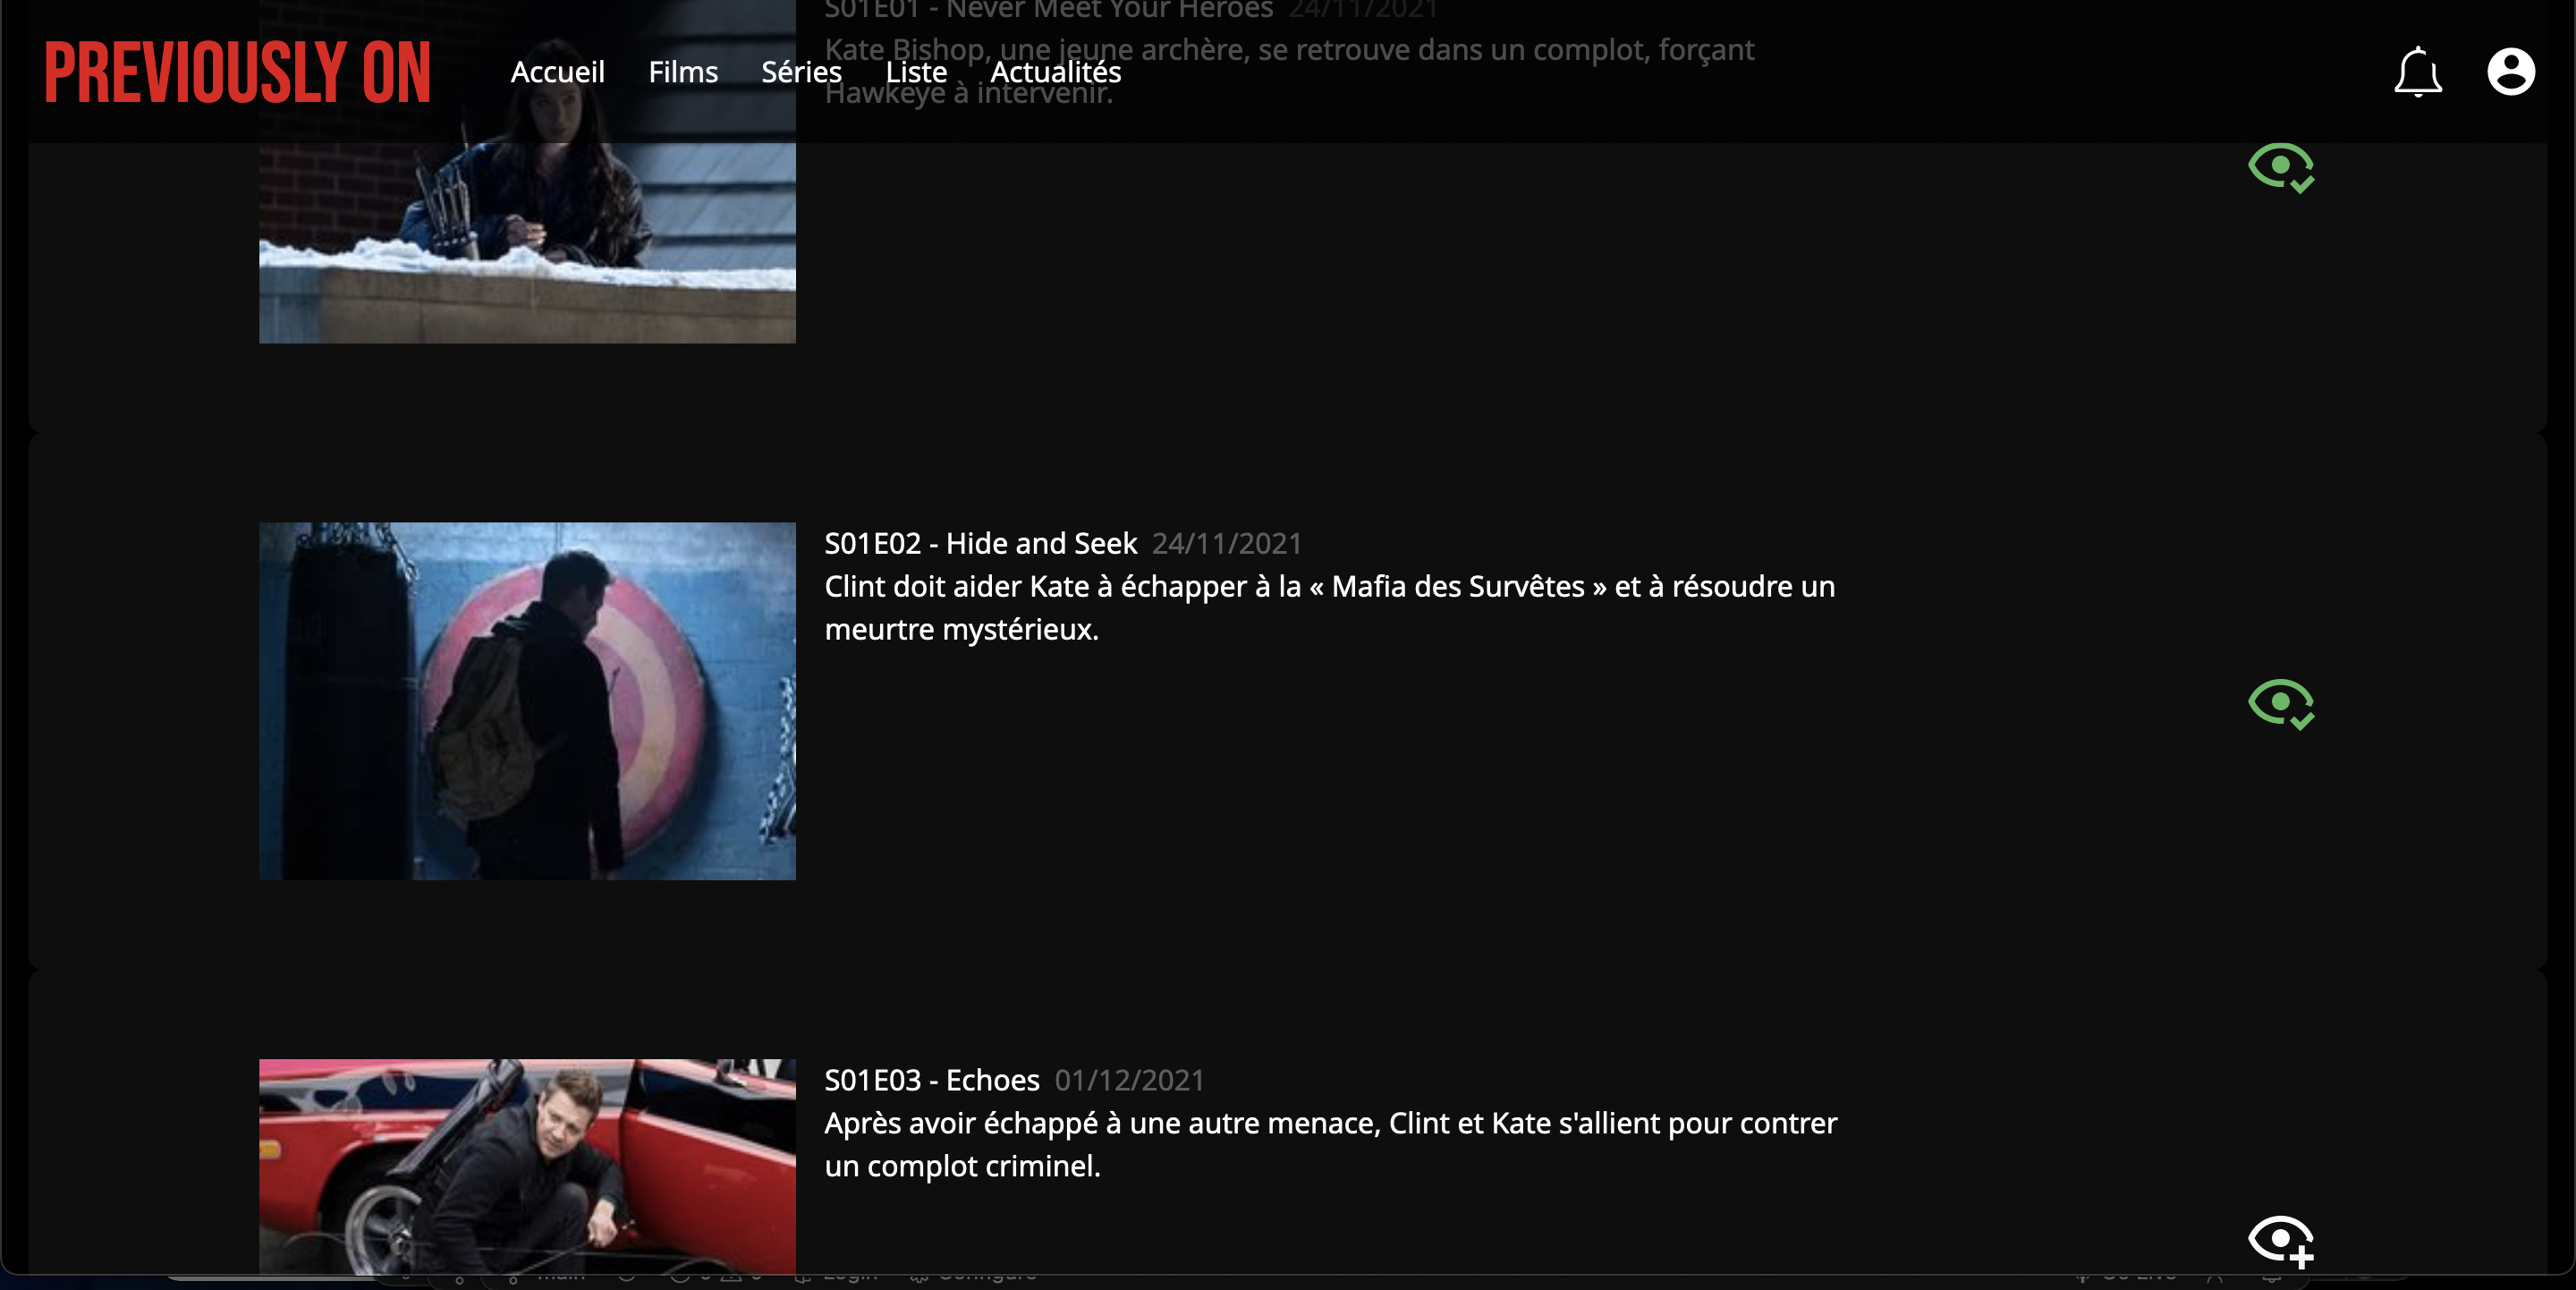 S01E01 - Never Meet Your Heroes 24/11/2021
PREVIOUSLY ON
Accueil Films Séries Liste Actualités
Kate Bishop, une jeune archère, se retrouve dans un complot, forçant
Hawkeye à intervenir.
S01E02 - Hide and Seek 24/11/2021
Clint doit aider Kate à échapper à la « Mafia des Survêtes » et à résoudre un
meurtre mystérieux.
S01E03 - Echoes 01/12/2021
Après avoir échappé à une autre menace, Clint et Kate s'allient pour contrer
un complot criminel.